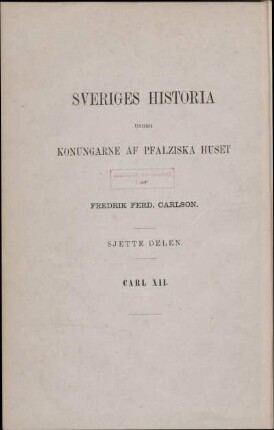 SVERIGES HISTORIA
UNDER
KONUNGARNE AF PFALZISKA HUSET
AF
FREDRIK FERD. CARLSON.
SJETTE DELEN.
CARL XII.